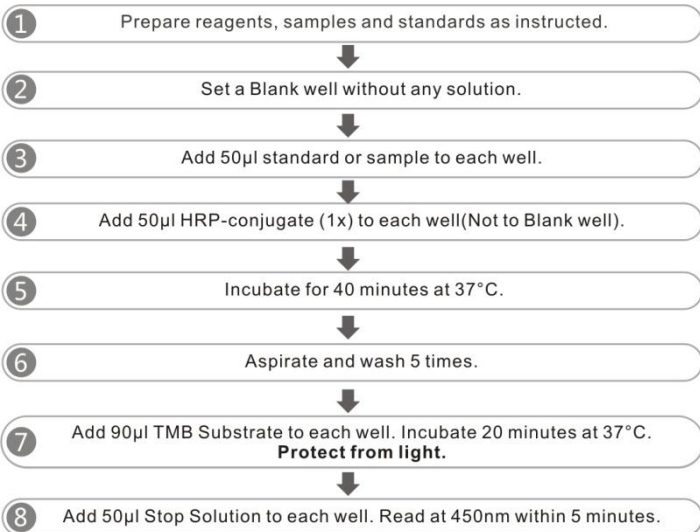 1 Prepare reagents, samples and standards as instructed.
2 Set a Blank well without any solution.
3 Add 50μl standard or sample to each well.
4 Add 50μl HRP-conjugate (1x) to each well(Not to Blank well).
5 Incubate for 40 minutes at 37°C.
6 Aspirate and wash 5 times.
7 Add 90μl TMB Substrate to each well. Incubate 20 minutes at 37°C.
Protect from light.
8 Add 50μl Stop Solution to each well. Read at 450nm within 5 minutes.